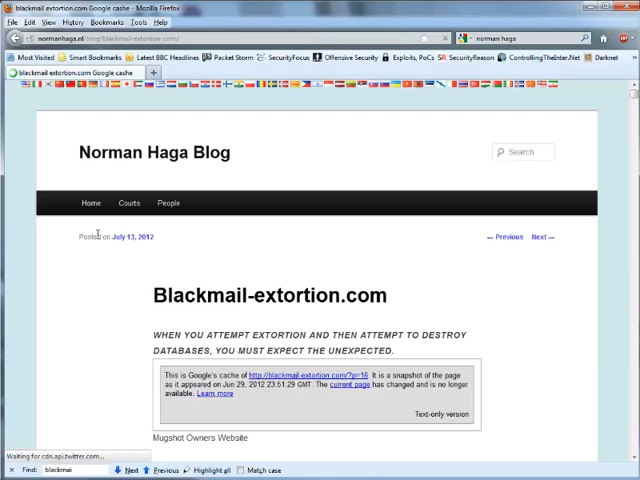 blackmail extortion.com Google cashe - Mozilla Firefox
File Edit View History Bookmarks Tools Help
normanhaga.nl/blog/blackmail-extortion-com/
norman haga
Most Visited Smart Bookmarks Latest BBC Headlines Packet Storm SecurityFocus Offensive Security Exploits, PoCs SecurityReason ControllingTheInter.Net Darknet
blackmail extortion.com Google cashe
Norman Haga Blog
Search
Home Courts People
Posted on July 13, 2012
← Previous Next →
Blackmail-extortion.com
WHEN YOU ATTEMPT EXTORTION AND THEN ATTEMPT TO DESTROY
DATABASES, YOU MUST EXPECT THE UNEXPECTED.
This is Google's cache of http://blackmail-extortion.com/?p=16. It is a snapshot of the page
as it appeared on Jun 29, 2012 23:51:29 GMT. The current page has changed and is no longer
available. Learn more
Text-only version
Mugshot Owners Website
Waiting for cdn.api.twitter.com...
Find: blackmai Next Previous Highlight all Match case